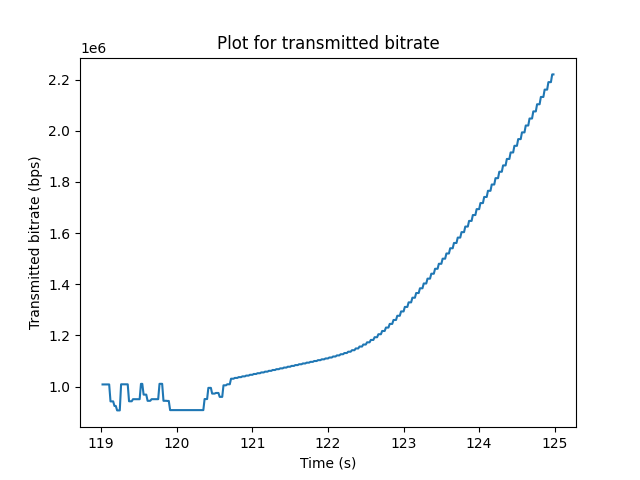 Plot for transmitted bitrate
1e6
2.2
2.0
1.8
1.6
1.4
1.2
1.0
Transmitted bitrate (bps)
119 120 121 122 123 124 125
Time (s)